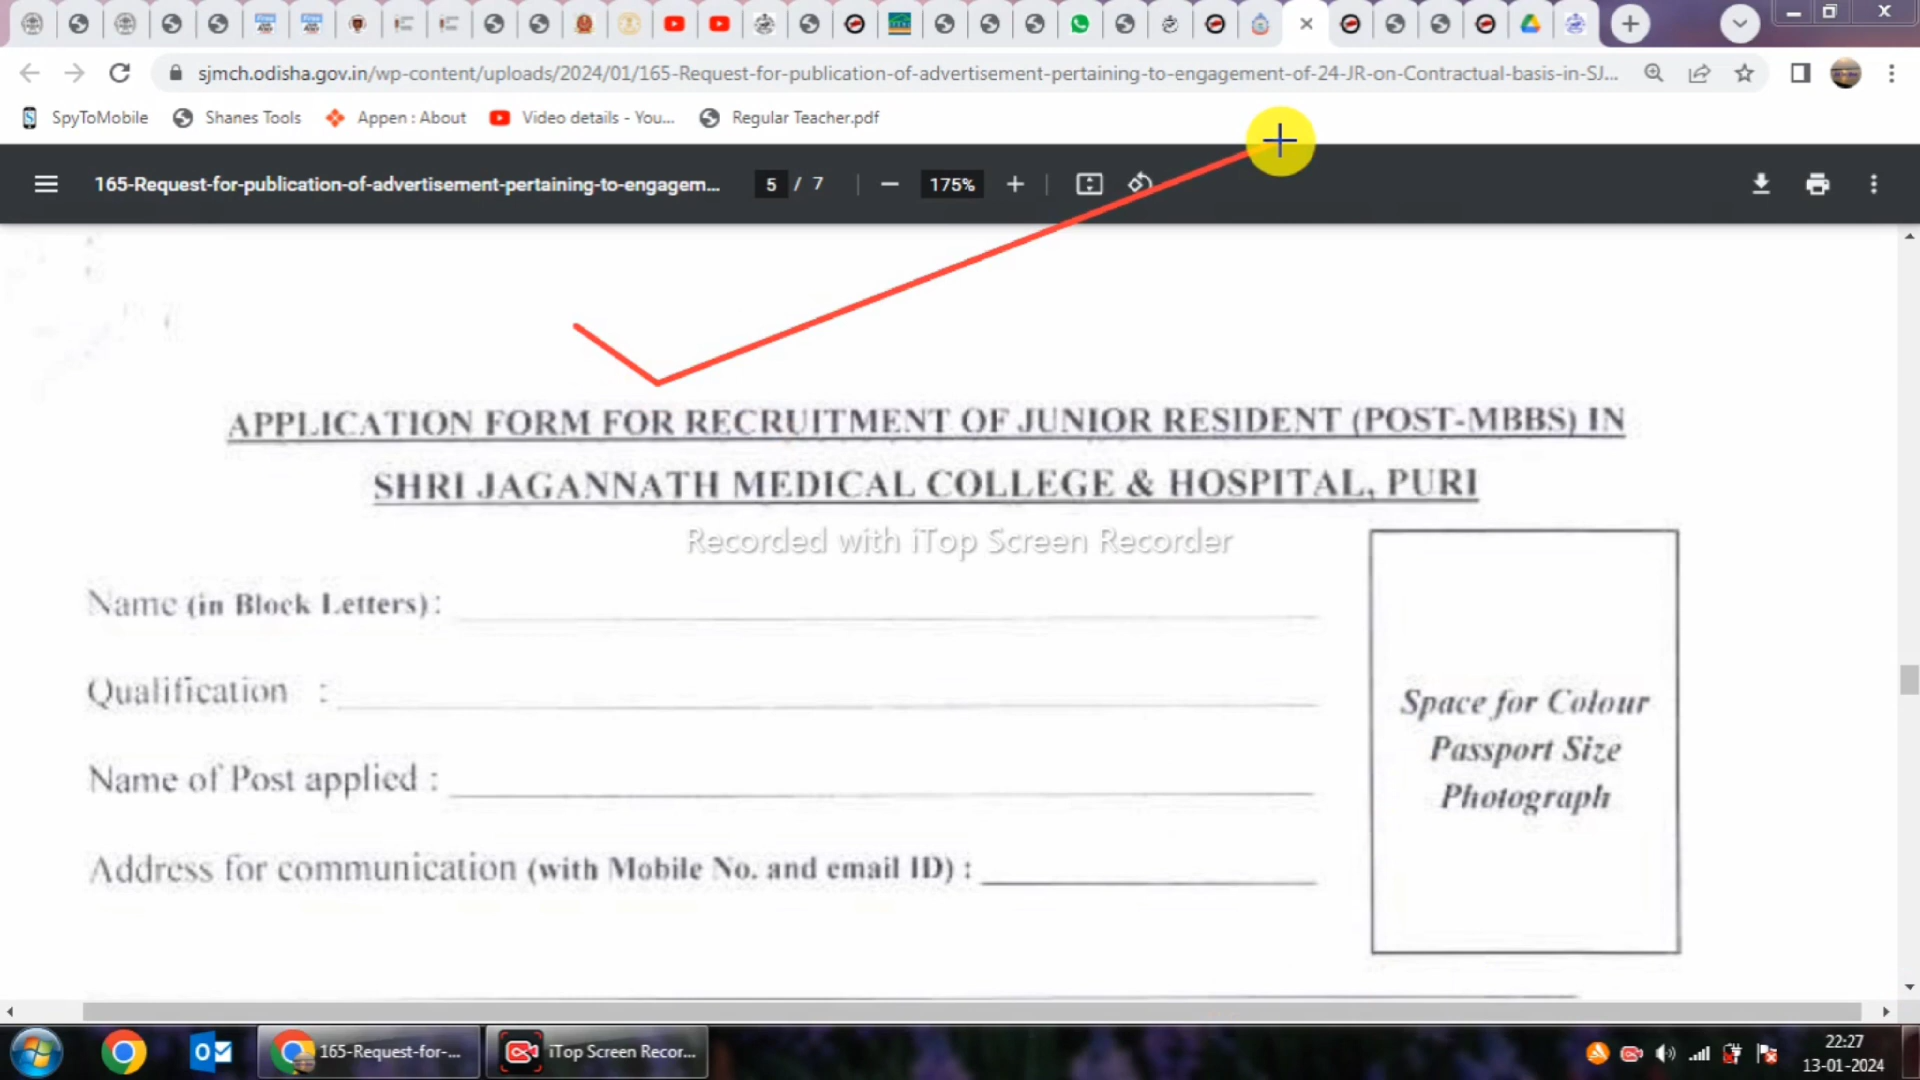 sjmch.odisha.gov.in/wp-content/uploads/2024/01/165-Request-for-publication-of-advertisement-pertaining-to-engagement-of-24-JR-on-Contractual-basis-in-SJ...
SpyToMobile Shanes Tools Appen : About Video details - You... Regular Teacher.pdf
165-Request-for-publication-of-advertisement-pertaining-to-engagem... 5 / 7 175%
APPLICATION FORM FOR RECRUITMENT OF JUNIOR RESIDENT (POST-MBBS) IN
SHRI JAGANNATH MEDICAL COLLEGE & HOSPITAL, PURI
Recorded with iTop Screen Recorder
Name (in Block Letters) :
Qualification :
Name of Post applied :
Address for communication (with Mobile No. and email ID) :
Space for Colour
Passport Size
Photograph
165-Request-for-... iTop Screen Recor...
22:27
13-01-2024